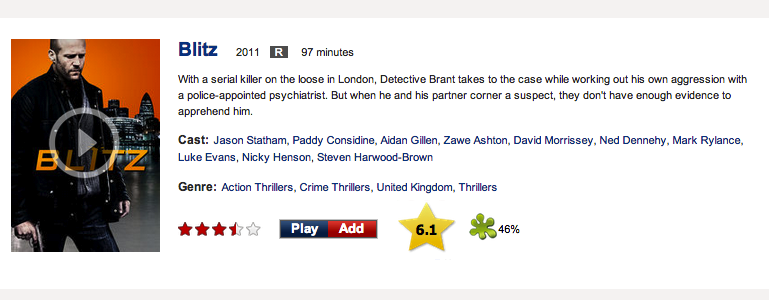 Blitz 2011 R 97 minutes
With a serial killer on the loose in London, Detective Brant takes to the case while working out his own aggression with
a police-appointed psychiatrist. But when he and his partner corner a suspect, they don't have enough evidence to
apprehend him.
Cast: Jason Statham, Paddy Considine, Aidan Gillen, Zawe Ashton, David Morrissey, Ned Dennehy, Mark Rylance,
Luke Evans, Nicky Henson, Steven Harwood-Brown
BLITZ
Genre: Action Thrillers, Crime Thrillers, United Kingdom, Thrillers
Play Add 6.1 46%